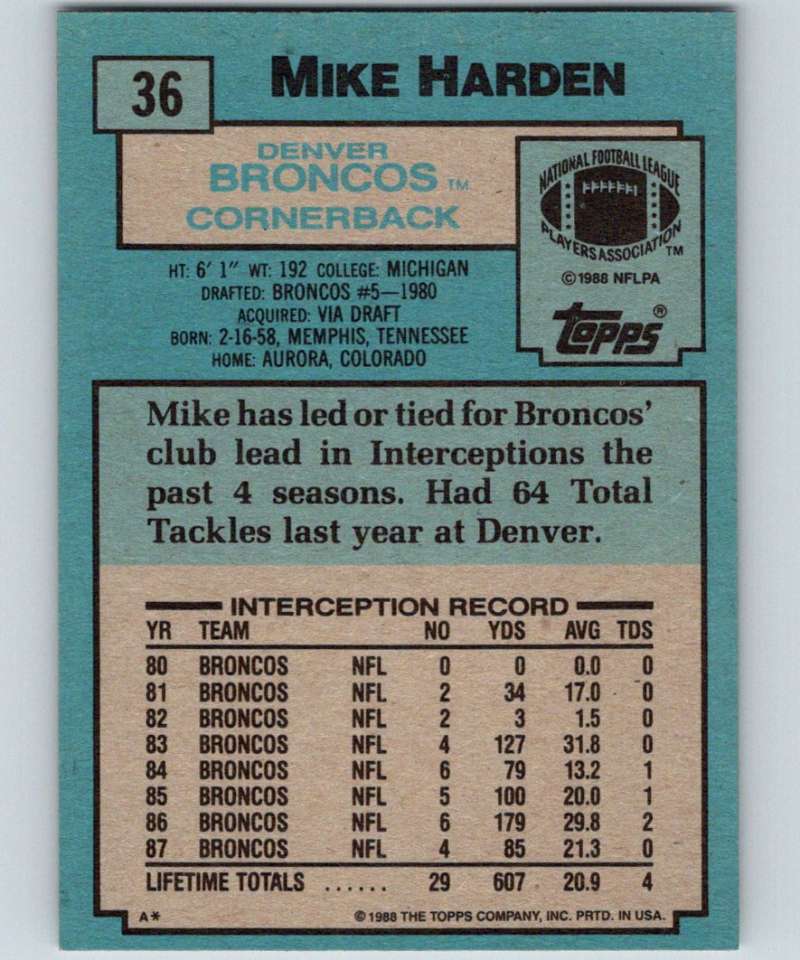 36
MIKE HARDEN
DENVER
BRONCOS ™
CORNERBACK
NATIONAL FOOTBALL LEAGUE
PLAYERS ASSOCIATION ™
© 1988 NFLPA
Topps ®
HT: 6' 1" WT: 192 COLLEGE: MICHIGAN
DRAFTED: BRONCOS #5—1980
ACQUIRED: VIA DRAFT
BORN: 2-16-58, MEMPHIS, TENNESSEE
HOME: AURORA, COLORADO
Mike has led or tied for Broncos'
club lead in Interceptions the
past 4 seasons. Had 64 Total
Tackles last year at Denver.
INTERCEPTION RECORD
YR TEAM NO YDS AVG TDS
80 BRONCOS NFL 0 0 0.0 0
81 BRONCOS NFL 2 34 17.0 0
82 BRONCOS NFL 2 3 1.5 0
83 BRONCOS NFL 4 127 31.8 0
84 BRONCOS NFL 6 79 13.2 1
85 BRONCOS NFL 5 100 20.0 1
86 BRONCOS NFL 6 179 29.8 2
87 BRONCOS NFL 4 85 21.3 0
LIFETIME TOTALS ...... 29 607 20.9 4
A* © 1988 THE TOPPS COMPANY, INC. PRTD. IN USA.